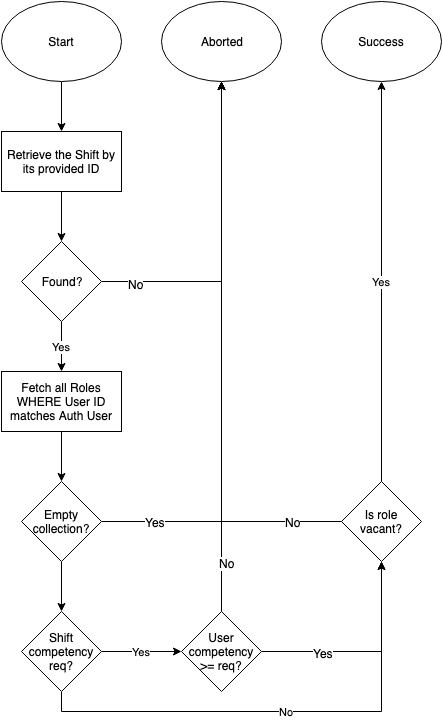 Start
Aborted
Success
Retrieve the Shift by
its provided ID
Found?
No
Yes
Yes
Fetch all Roles
WHERE User ID
matches Auth User
Empty
collection?
Yes
No
Is role
vacant?
No
Shift
competency
req?
Yes
User
competency
>= req?
Yes
No